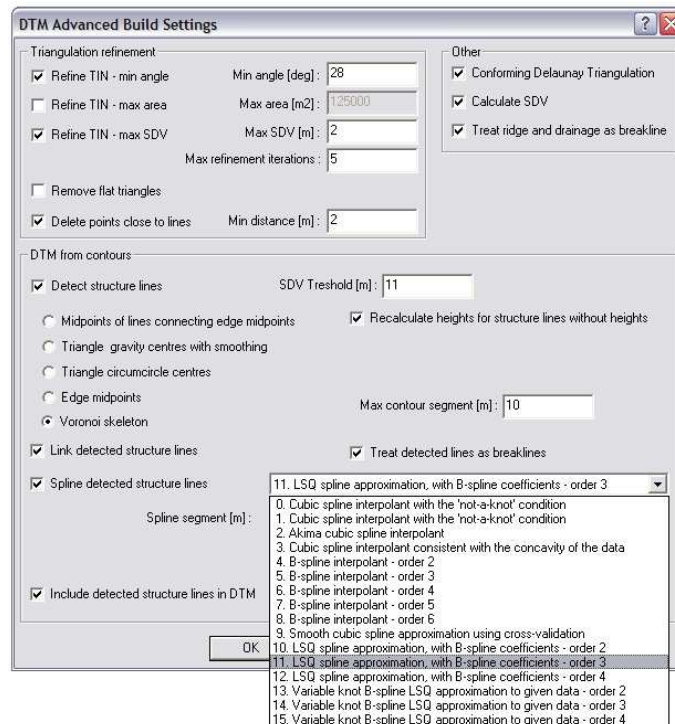 DTM Advanced Build Settings
?
Triangulation refinement
Refine TIN - min angle Min angle [deg] : 28
Refine TIN - max area Max area [m2] : 125000
Refine TIN - max SDV Max SDV [m] : 2
Max refinement iterations : 5
Remove flat triangles
Delete points close to lines Min distance [m] : 2
Other
Conforming Delaunay Triangulation
Calculate SDV
Treat ridge and drainage as breakline
DTM from contours
Detect structure lines SDV Treshold [m] : 11
Midpoints of lines connecting edge midpoints Recalculate heights for structure lines without heights
Triangle gravity centres with smoothing
Triangle circumcircle centres
Edge midpoints
Max contour segment [m] : 10
Voronoi skeleton
Link detected structure lines Treat detected lines as breaklines
Spline detected structure lines 11. LSQ spline approximation, with B-spline coefficients - order 3
Spline segment [m] :
Include detected structure lines in DTM
OK
0. Cubic spline interpolant with the 'not-a-knot' condition
1. Cubic spline interpolant with the 'not-a-knot' condition
2. Akima cubic spline interpolant
3. Cubic spline interpolant consistent with the concavity of the data
4. B-spline interpolant - order 2
5. B-spline interpolant - order 3
6. B-spline interpolant - order 4
7. B-spline interpolant - order 5
8. B-spline interpolant - order 6
9. Smooth cubic spline approximation using cross-validation
10. LSQ spline approximation, with B-spline coefficients - order 2
11. LSQ spline approximation, with B-spline coefficients - order 3
12. LSQ spline approximation, with B-spline coefficients - order 4
13. Variable knot B-spline LSQ approximation to given data - order 2
14. Variable knot B-spline LSQ approximation to given data - order 3
15. Variable knot B-spline LSQ approximation to given data - order 4